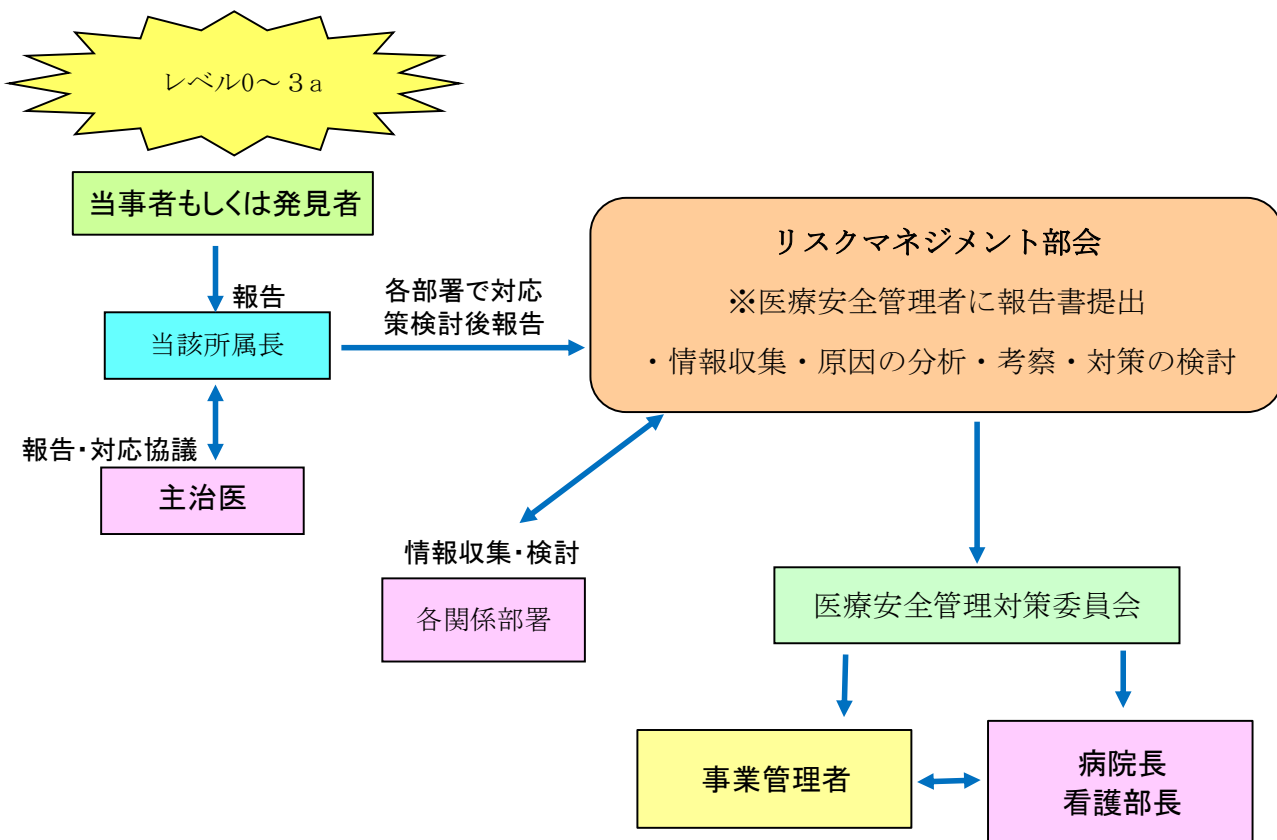 レベル0～３a
当事者もしくは発見者
報告
当該所属長
各部署で対応
策検討後報告
リスクマネジメント部会
※医療安全管理者に報告書提出
・情報収集・原因の分析・考察・対策の検討
報告・対応協議
主治医
情報収集・検討
各関係部署
医療安全管理対策委員会
事業管理者
病院長
看護部長